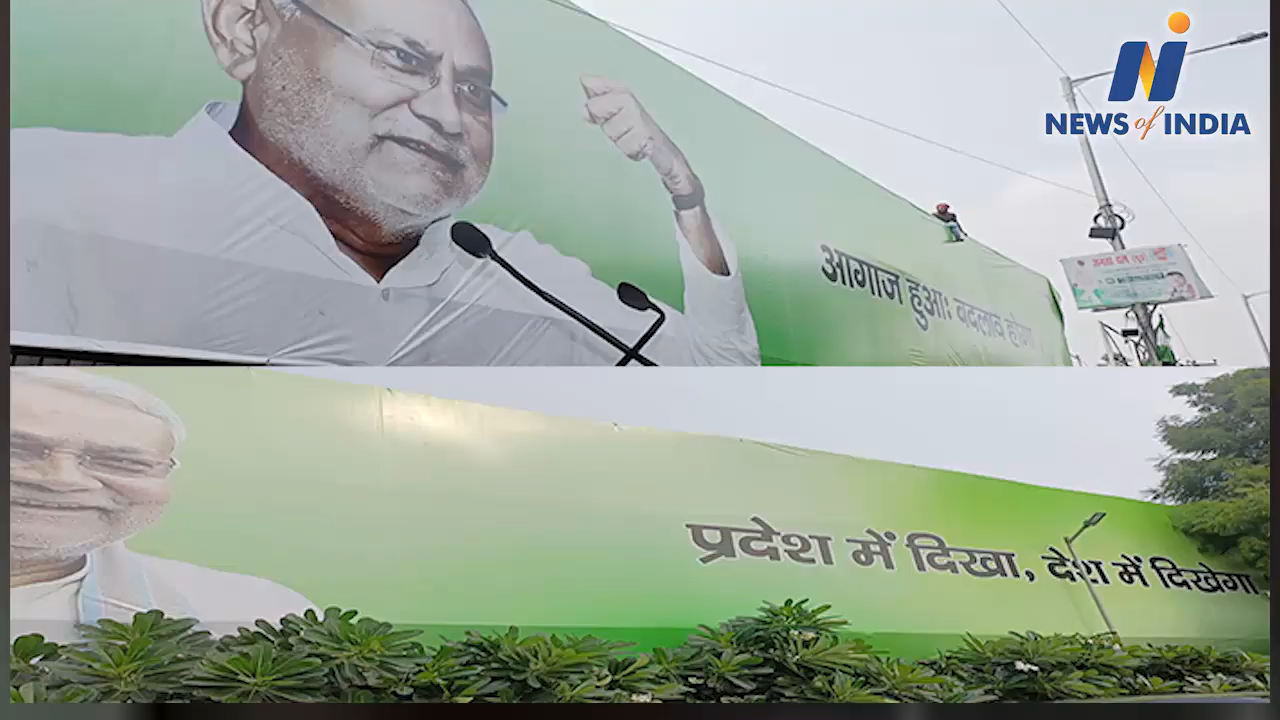 NEWS of INDIA
आगाज हुआ; बदलाव होगा
प्रदेश में दिखा, देश में दिखेगा